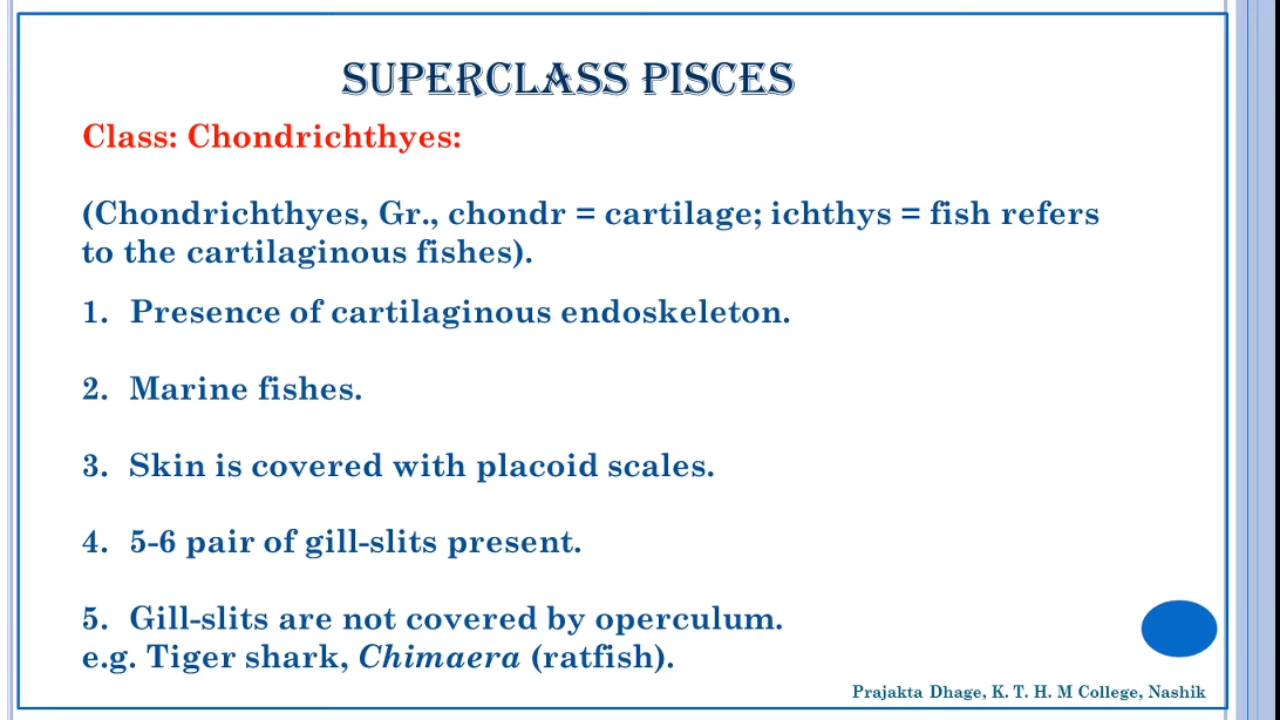 SUPERCLASS PISCES
Class: Chondrichthyes:
(Chondrichthyes, Gr., chondr = cartilage; ichthys = fish refers
to the cartilaginous fishes).
1. Presence of cartilaginous endoskeleton.
2. Marine fishes.
3. Skin is covered with placoid scales.
4. 5-6 pair of gill-slits present.
5. Gill-slits are not covered by operculum.
e.g. Tiger shark, Chimaera (ratfish).
Prajakta Dhage, K. T. H. M College, Nashik